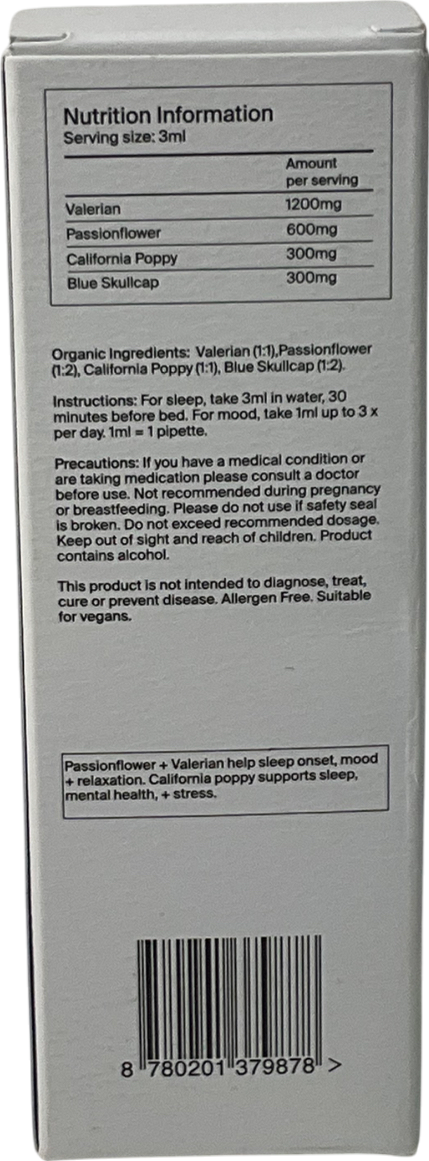 Nutrition Information
Serving size: 3ml
Amount
per serving
Valerian 1200mg
Passionflower 600mg
California Poppy 300mg
Blue Skullcap 300mg
Organic Ingredients: Valerian (1:1),Passionflower
(1:2), California Poppy (1:1), Blue Skullcap (1:2).
Instructions: For sleep, take 3ml in water, 30
minutes before bed. For mood, take 1ml up to 3 x
per day. 1ml = 1 pipette.
Precautions: If you have a medical condition or
are taking medication please consult a doctor
before use. Not recommended during pregnancy
or breastfeeding. Please do not use if safety seal
is broken. Do not exceed recommended dosage.
Keep out of sight and reach of children. Product
contains alcohol.
This product is not intended to diagnose, treat,
cure or prevent disease. Allergen Free. Suitable
for vegans.
Passionflower + Valerian help sleep onset, mood
+ relaxation. California poppy supports sleep,
mental health, + stress.
8 780201 379878 >